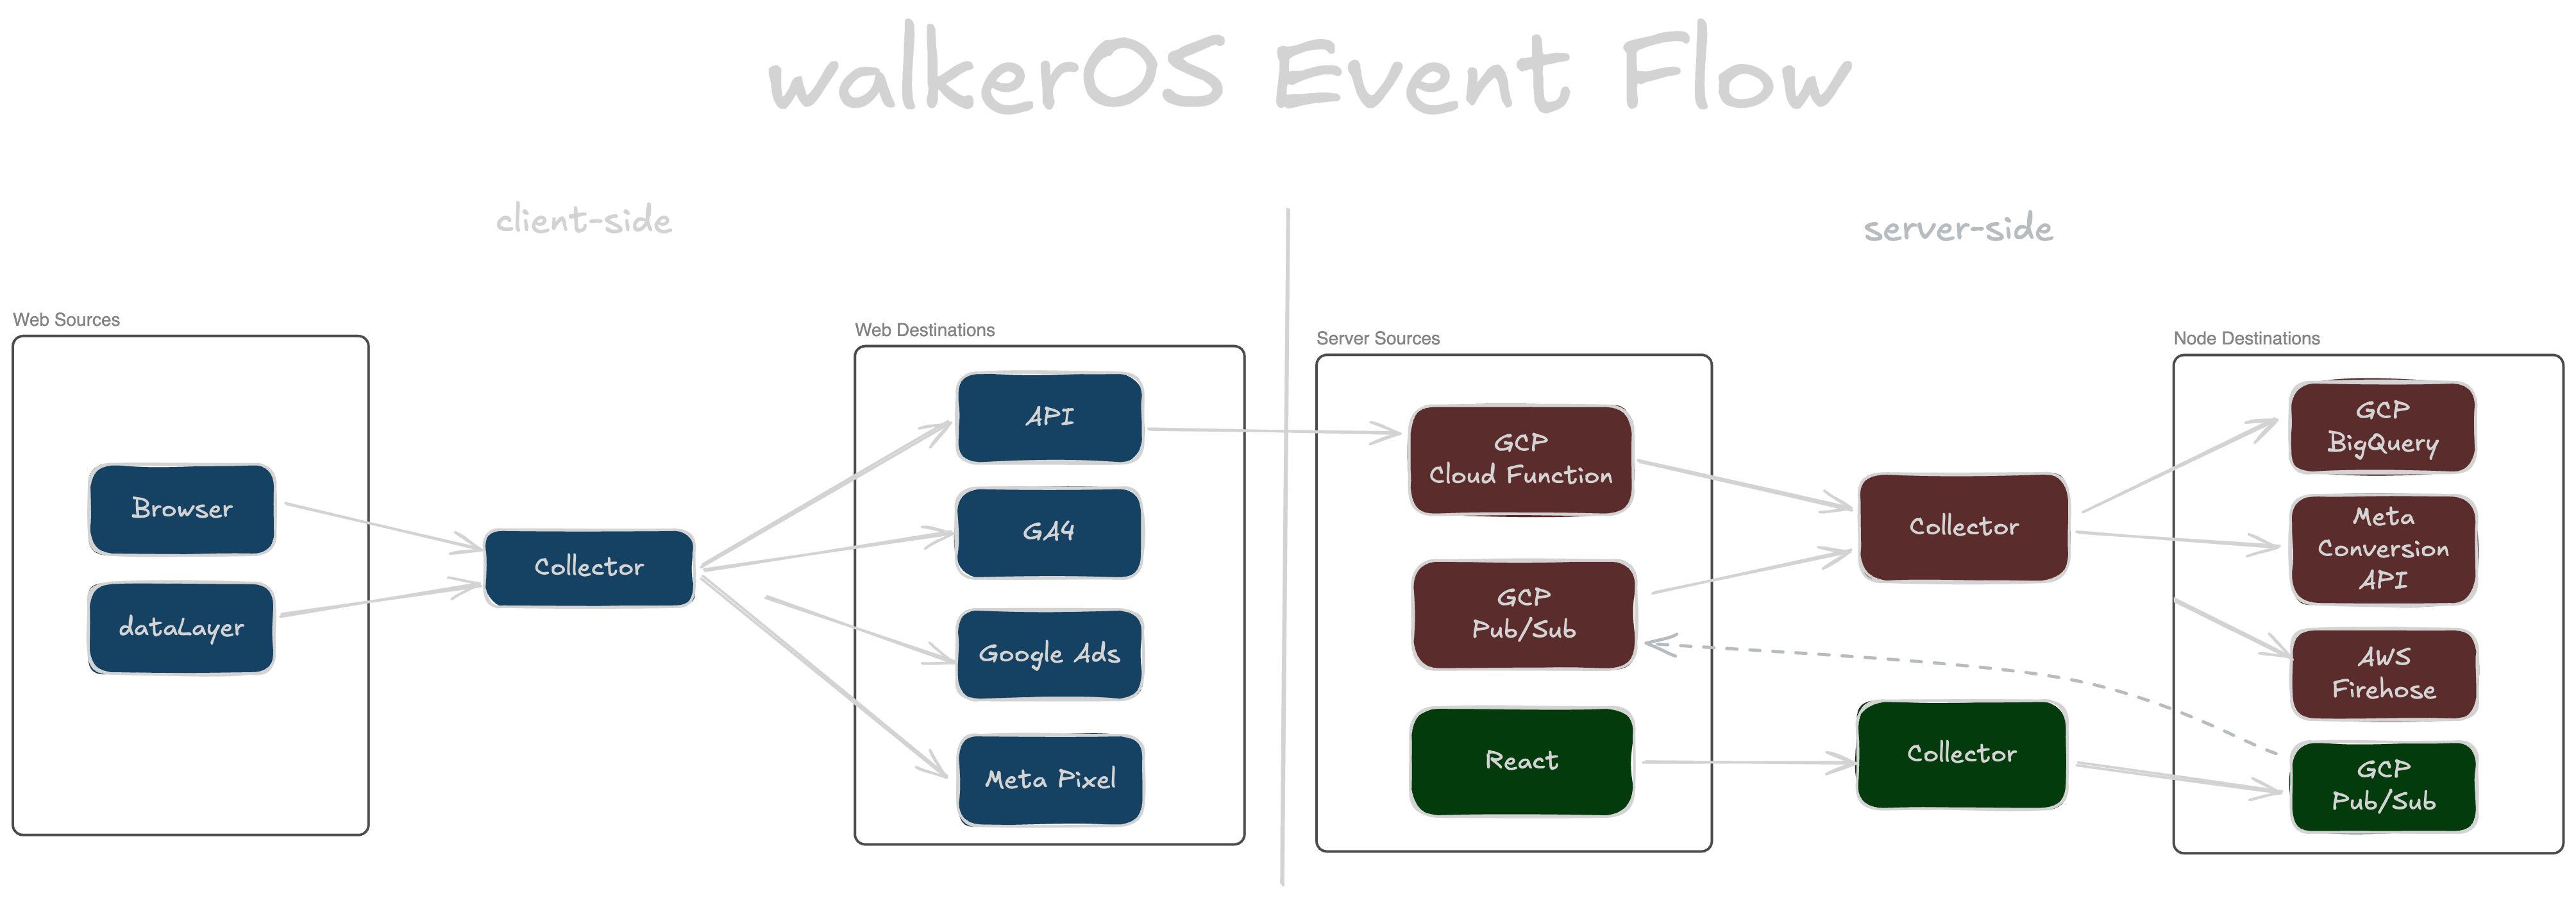 walkerOS Event Flow
client-side
server-side
Web Sources
Browser
dataLayer
Collector
Web Destinations
API
GA4
Google Ads
Meta Pixel
Server Sources
GCP
Cloud Function
GCP
Pub/Sub
React
Collector
Collector
Node Destinations
GCP
BigQuery
Meta
Conversion
API
AWS
Firehose
GCP
Pub/Sub